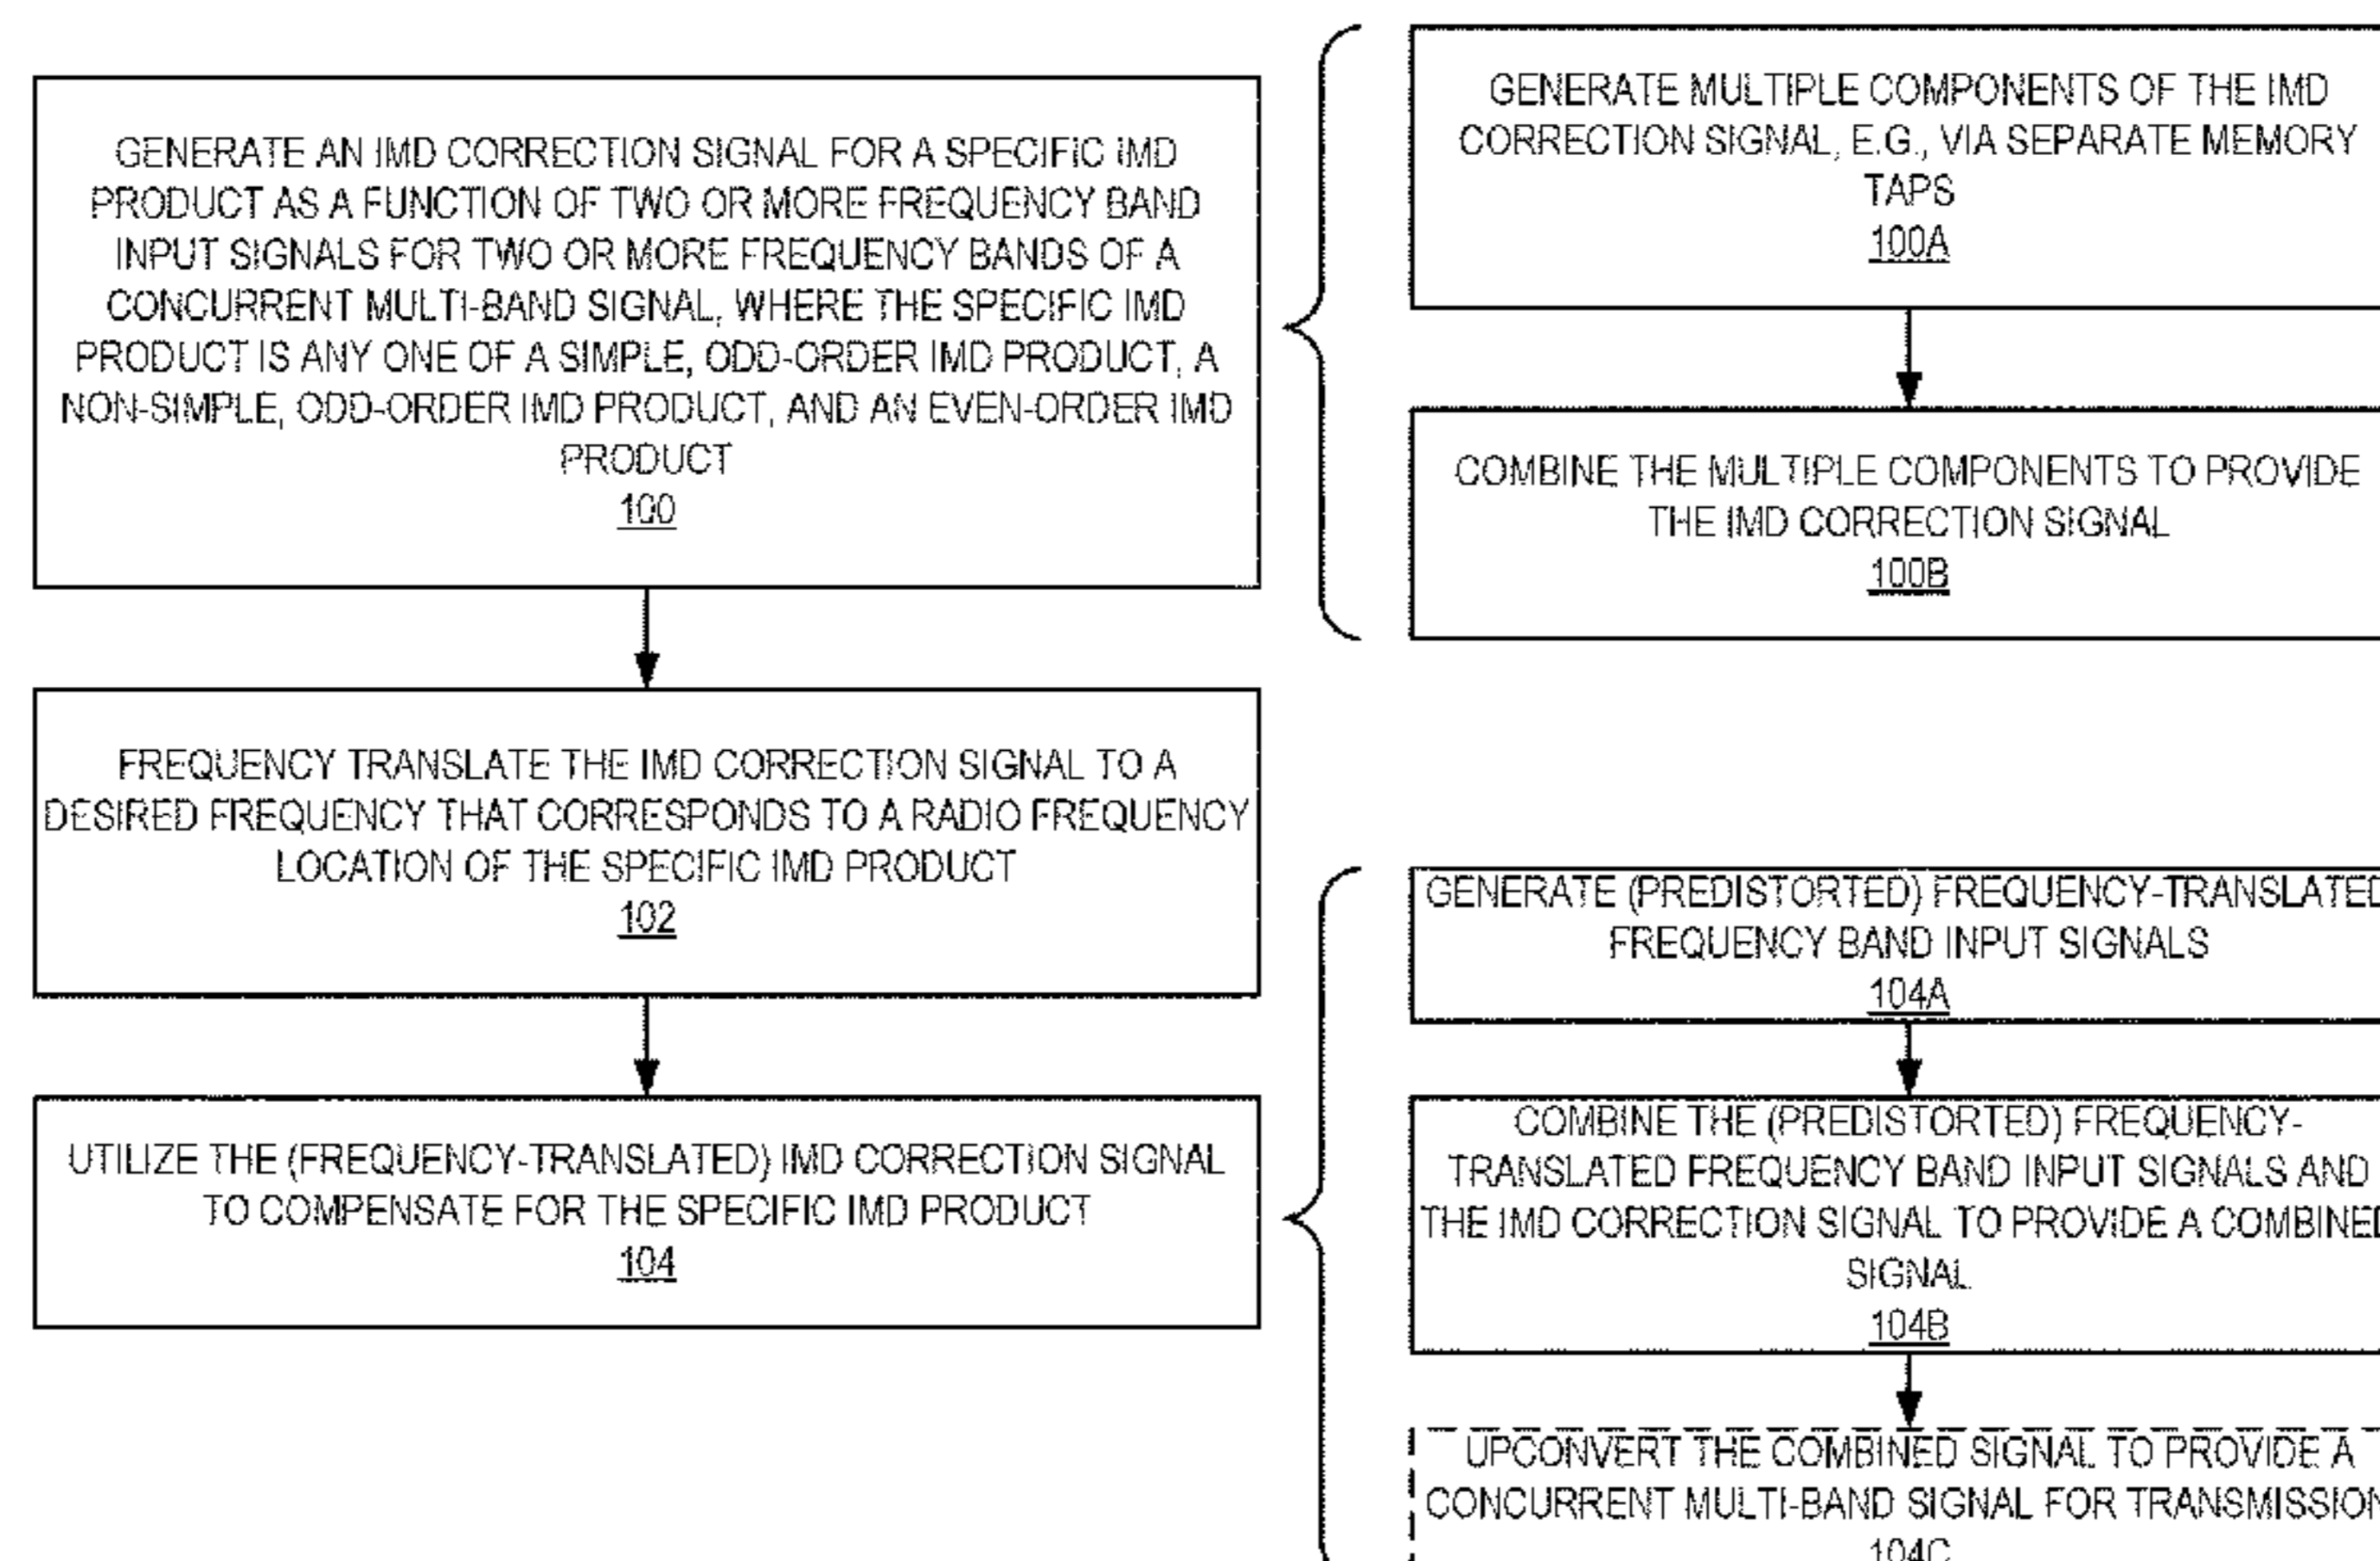 GENERATE AN IMD CORRECTION SIGNAL FOR A SPECIFIC IMD
PRODUCT AS A FUNCTION OF TWO OR MORE FREQUENCY BAND
INPUT SIGNALS FOR TWO OR MORE FREQUENCY BANDS OF A
CONCURRENT MULTI-BAND SIGNAL, WHERE THE SPECIFIC IMD
PRODUCT IS ANY ONE OF A SIMPLE, ODD-ORDER IMD PRODUCT, A
NON-SIMPLE, ODD-ORDER IMD PRODUCT, AND AN EVEN-ORDER IMD
PRODUCT
100
FREQUENCY TRANSLATE THE IMD CORRECTION SIGNAL TO A
DESIRED FREQUENCY THAT CORRESPONDS TO A RADIO FREQUENCY
LOCATION OF THE SPECIFIC IMD PRODUCT
102
UTILIZE THE (FREQUENCY-TRANSLATED) IMD CORRECTION SIGNAL
TO COMPENSATE FOR THE SPECIFIC IMD PRODUCT
104
GENERATE MULTIPLE COMPONENTS OF THE IMD
CORRECTION SIGNAL, E.G., VIA SEPARATE MEMORY
TAPS
100A
COMBINE THE MULTIPLE COMPONENTS TO PROVIDE
THE IMD CORRECTION SIGNAL
100B
GENERATE (PREDISTORTED) FREQUENCY-TRANSLATED
FREQUENCY BAND INPUT SIGNALS
104A
COMBINE THE (PREDISTORTED) FREQUENCY-
TRANSLATED FREQUENCY BAND INPUT SIGNALS AND
THE IMD CORRECTION SIGNAL TO PROVIDE A COMBINED
SIGNAL
104B
UPCONVERT THE COMBINED SIGNAL TO PROVIDE A
CONCURRENT MULTI-BAND SIGNAL FOR TRANSMISSION
104C